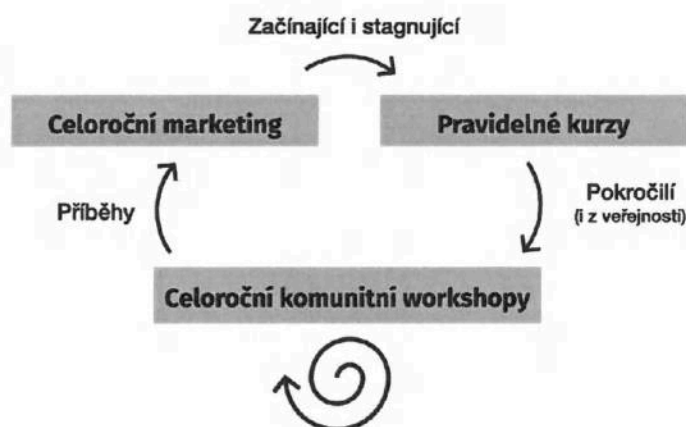 Začínající i stagnující
Celoroční marketing
Pravidelné kurzy
Příběhy
Pokročilí
(i z veřejnosti)
Celoroční komunitní workshopy